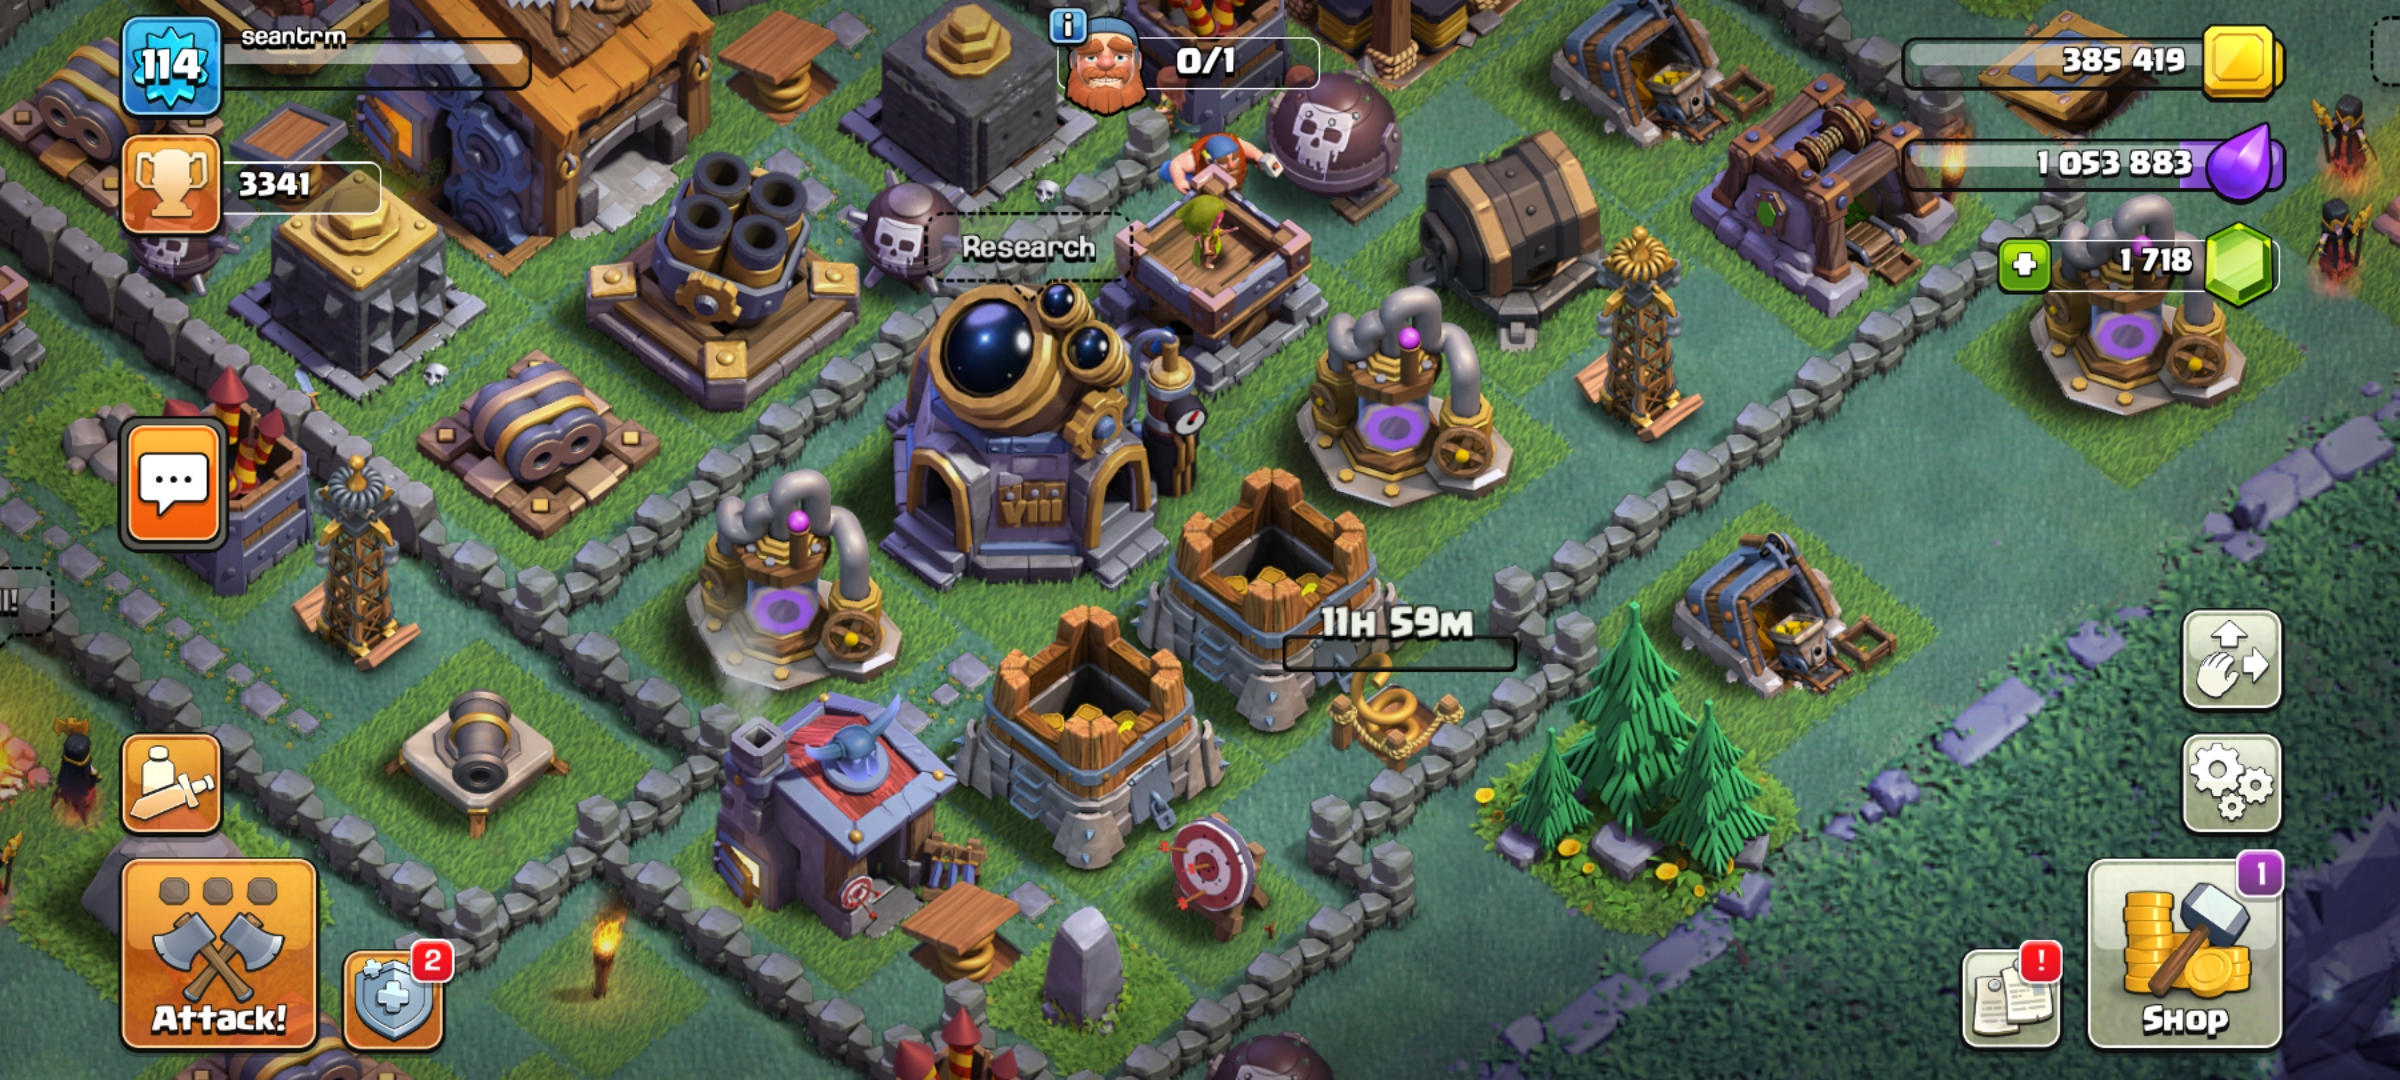 114
seantrm
i
0/1
385 419
3341
1 053 883
Research
1 718
VIII
11H 59M
1
2
!
Attack!
Shop